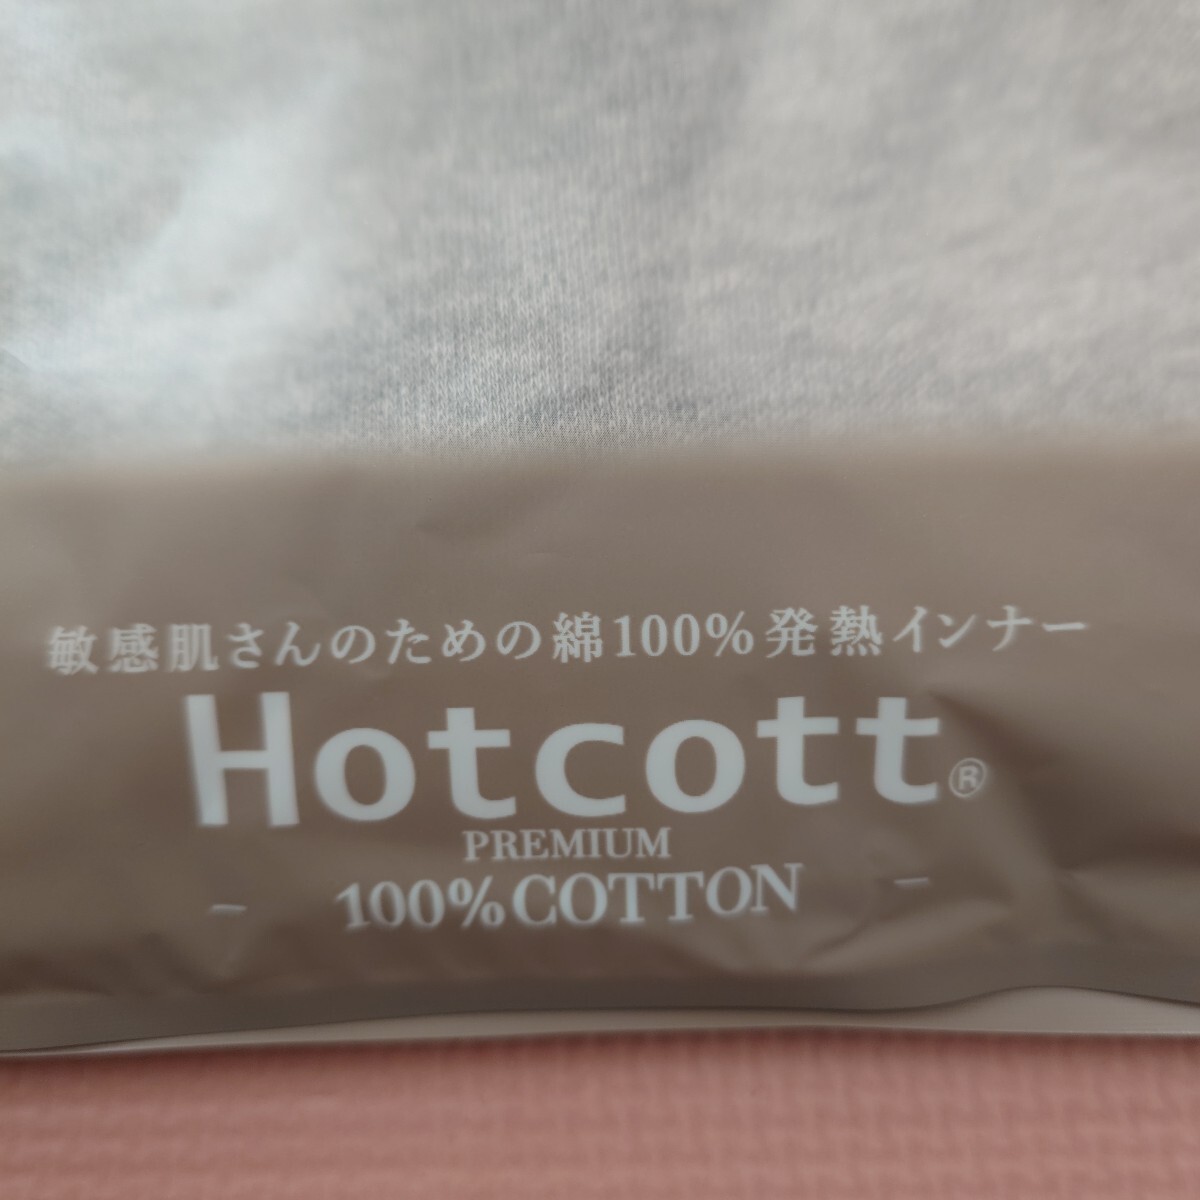 敏感肌さんのための綿100%発熱インナー
Hotcott®
PREMIUM
- 100%COTTON -